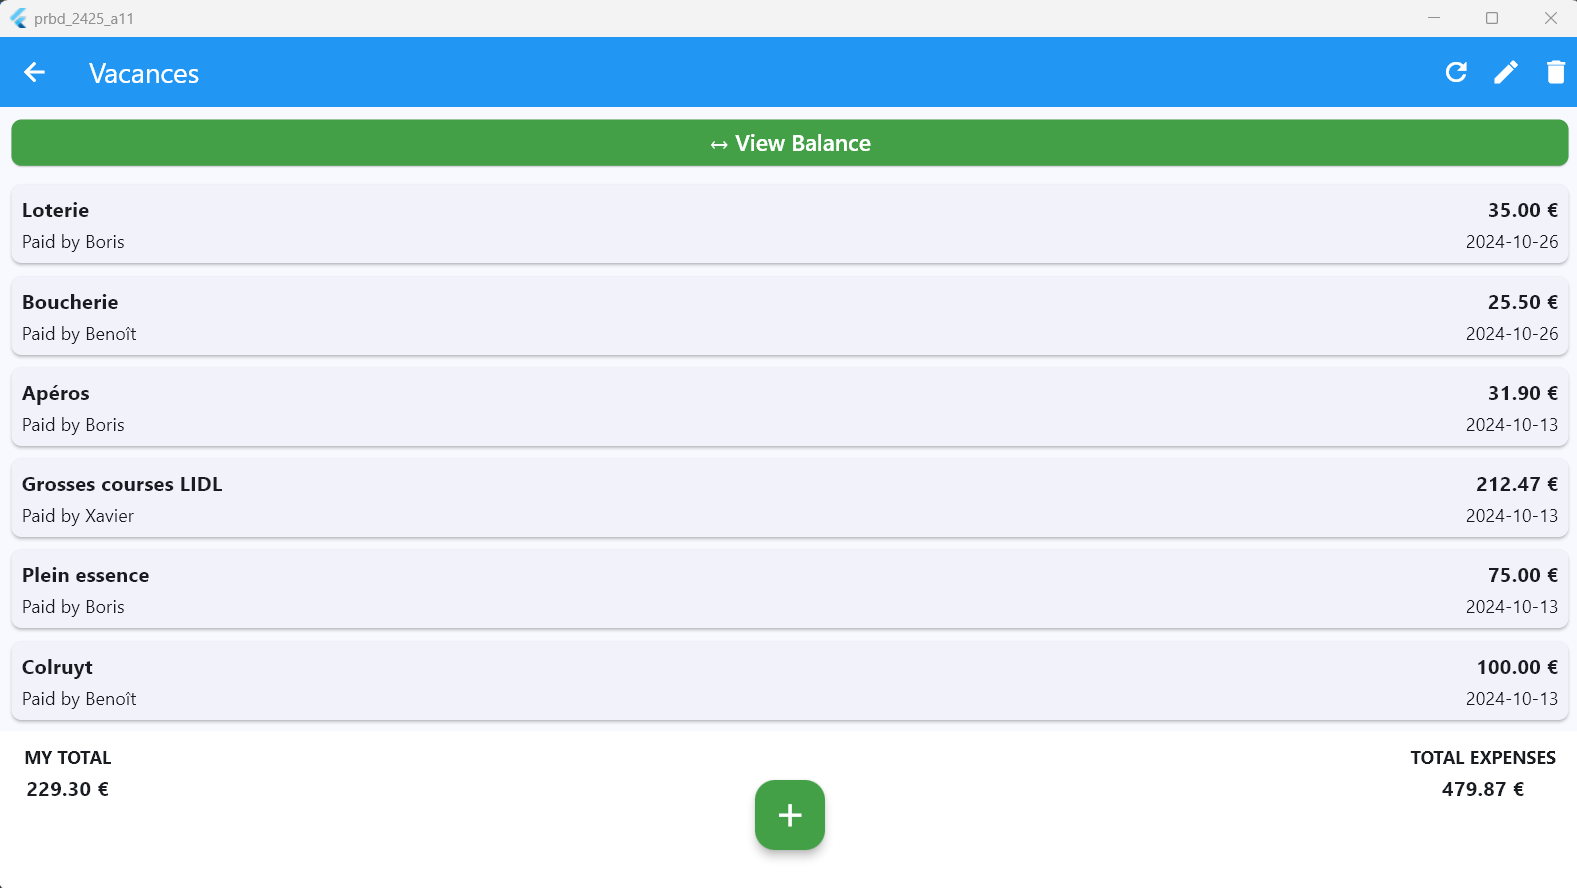 prbd_2425_a11
Vacances
↔ View Balance
Loterie 35.00 €
Paid by Boris 2024-10-26
Boucherie 25.50 €
Paid by Benoît 2024-10-26
Apéros 31.90 €
Paid by Boris 2024-10-13
Grosses courses LIDL 212.47 €
Paid by Xavier 2024-10-13
Plein essence 75.00 €
Paid by Boris 2024-10-13
Colruyt 100.00 €
Paid by Benoît 2024-10-13
MY TOTAL TOTAL EXPENSES
229.30 € 479.87 €